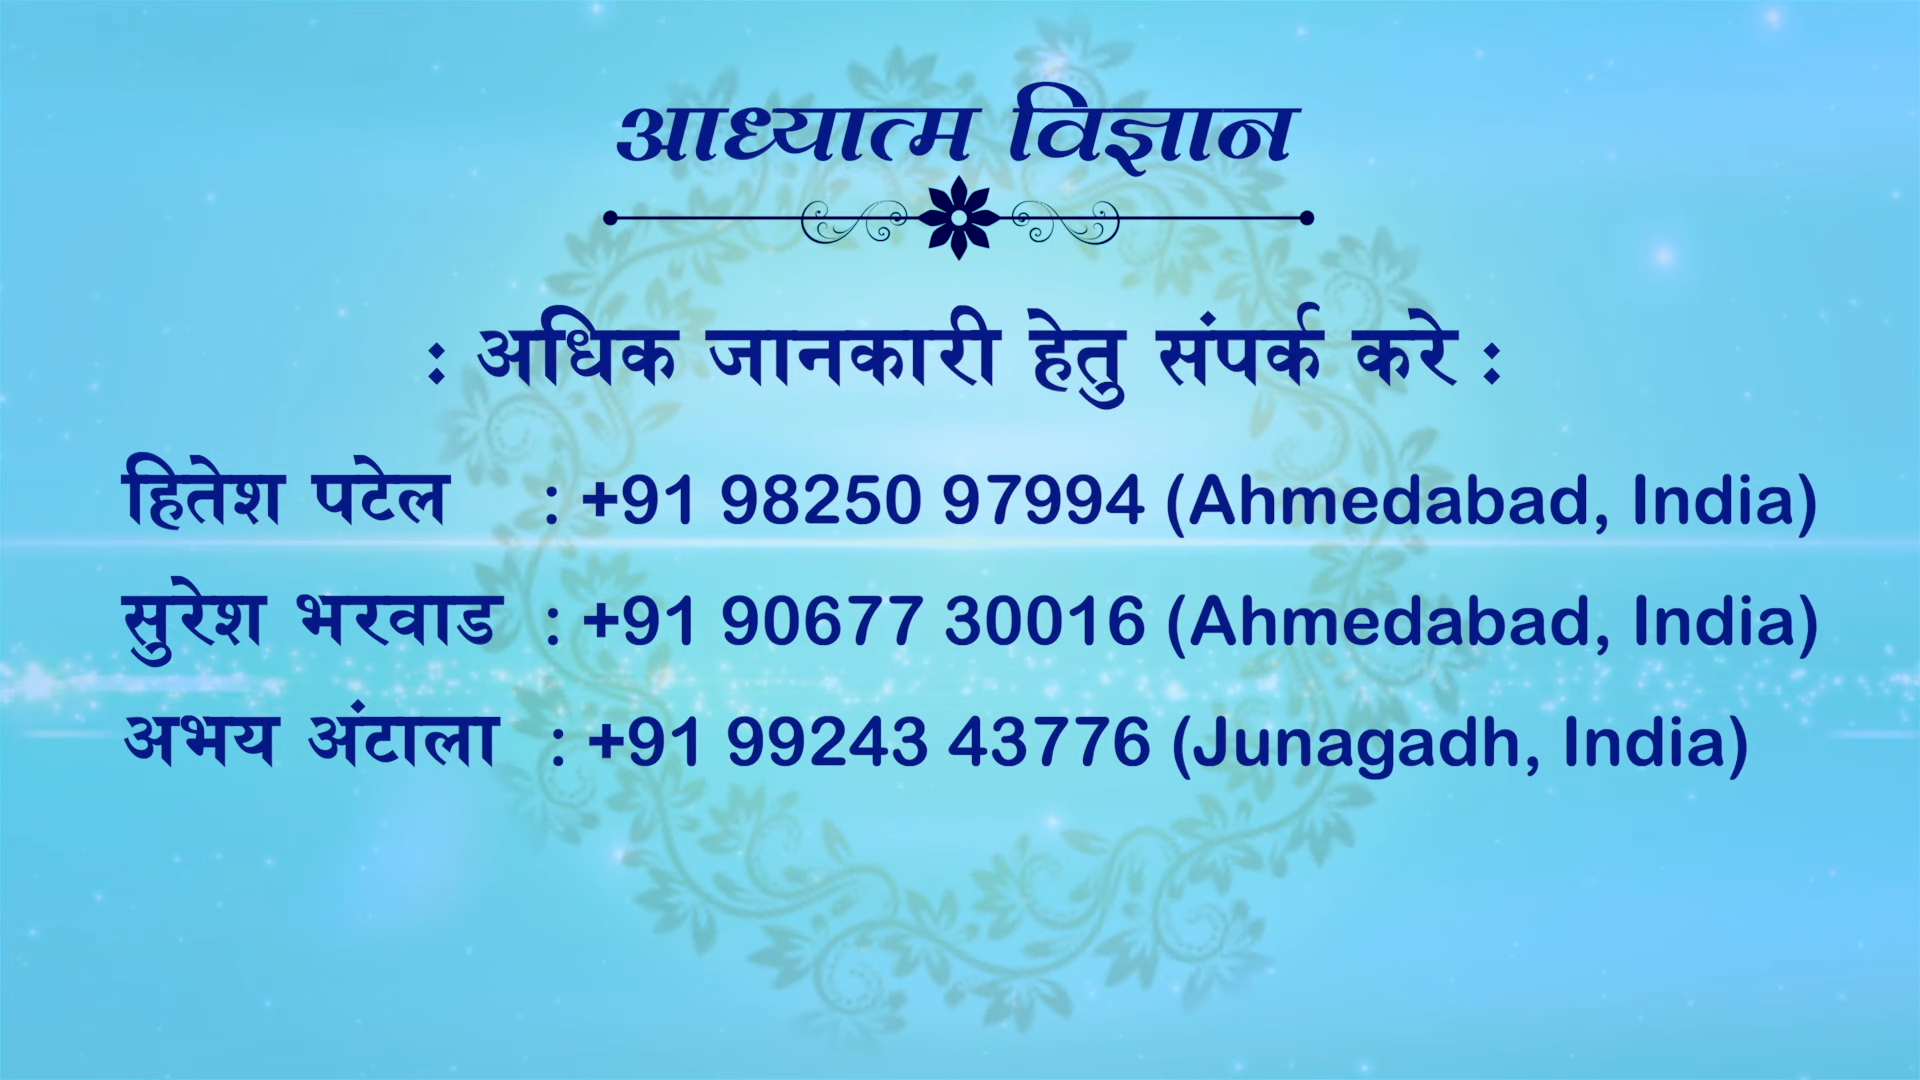 आध्यात्म विज्ञान
: अधिक जानकारी हेतु संपर्क करे :
हितेश पटेल : +91 98250 97994 (Ahmedabad, India)
सुरेश भरवाड : +91 90677 30016 (Ahmedabad, India)
अभय अंटाला : +91 99243 43776 (Junagadh, India)